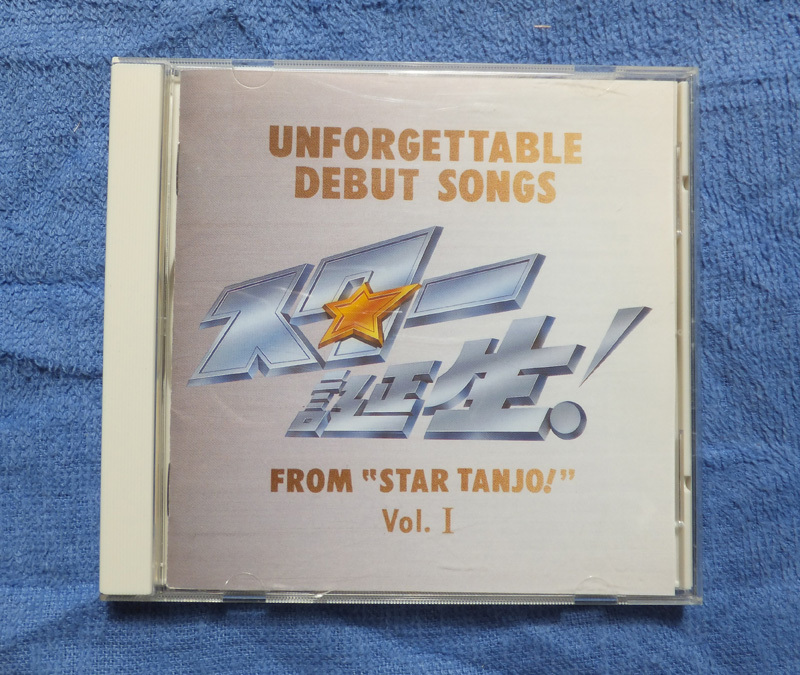 UNFORGETTABLE
DEBUT SONGS
スター
誕生!
FROM “STAR TANJO!”
Vol. I